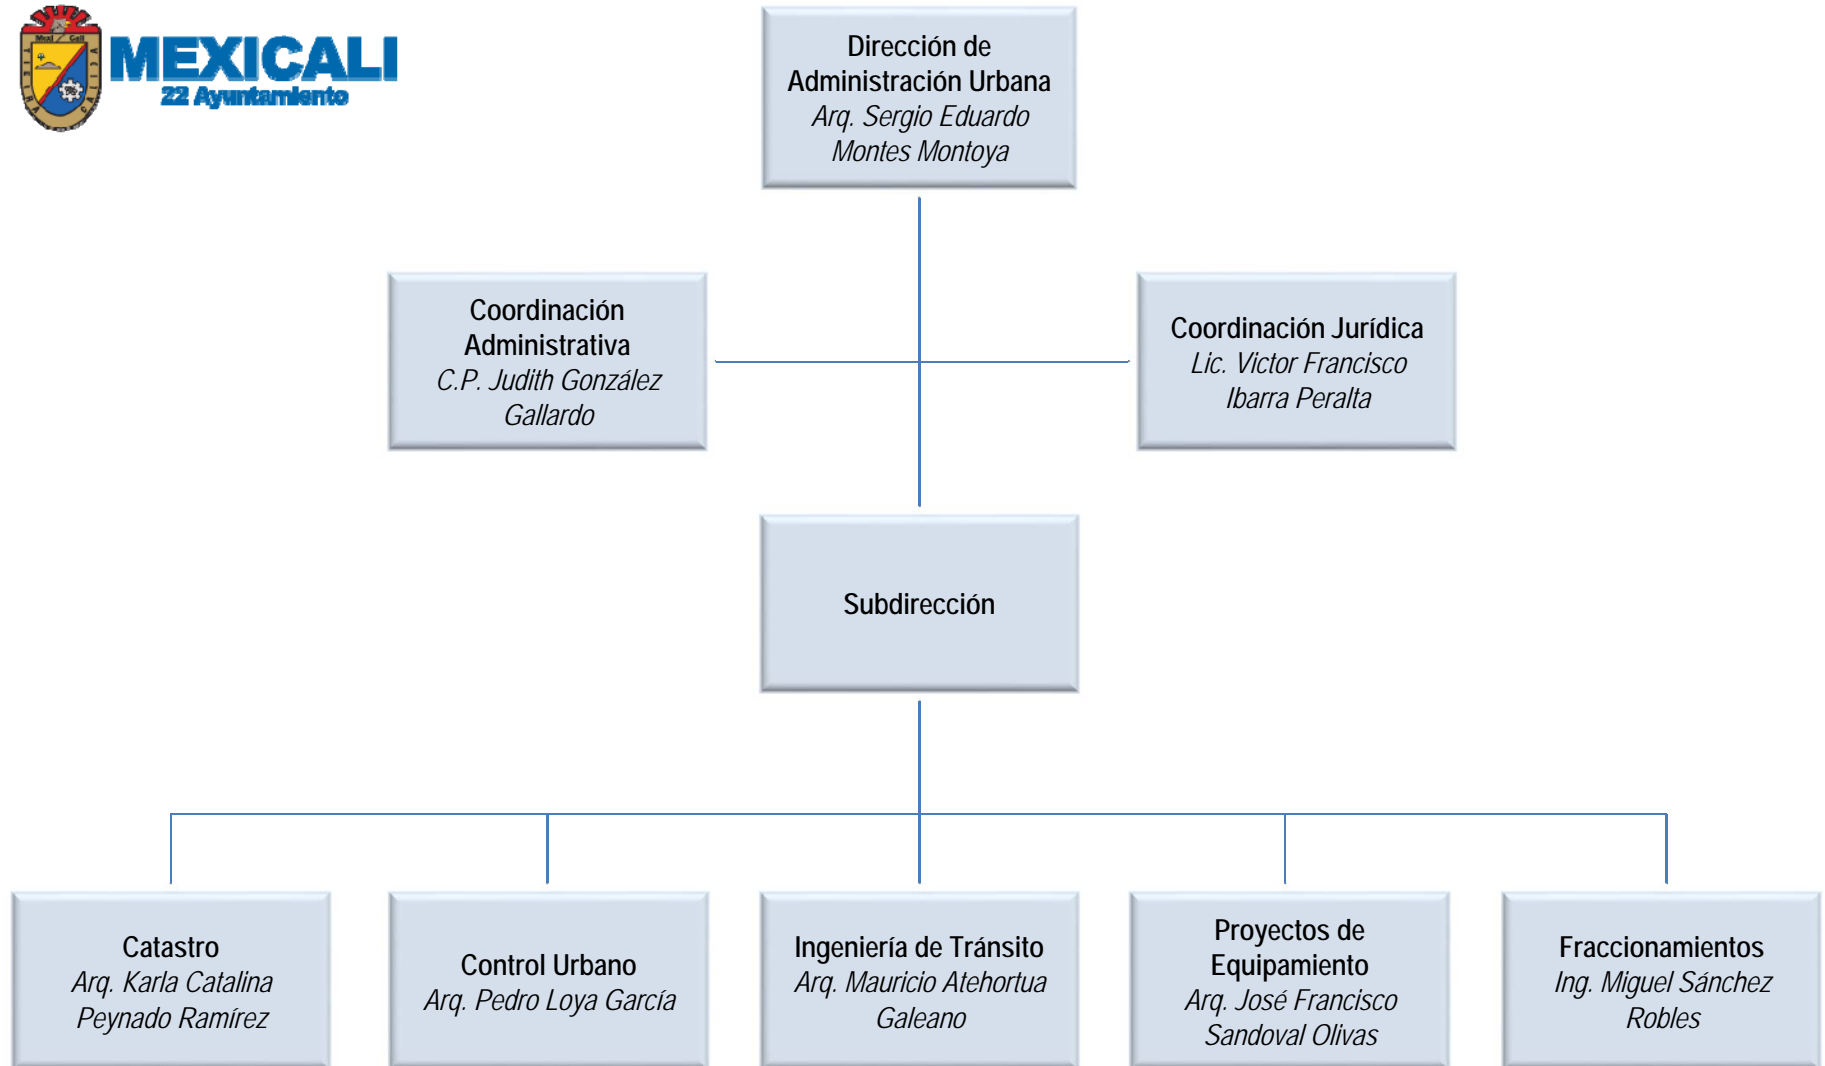 MEXICALI
22 Ayuntamiento
Dirección de
Administración Urbana
Arq. Sergio Eduardo
Montes Montoya
Coordinación
Administrativa
C.P. Judith González
Gallardo
Coordinación Jurídica
Lic. Victor Francisco
Ibarra Peralta
Subdirección
Catastro
Arq. Karla Catalina
Peynado Ramírez
Control Urbano
Arq. Pedro Loya García
Ingeniería de Tránsito
Arq. Mauricio Atehortua
Galeano
Proyectos de
Equipamiento
Arq. José Francisco
Sandoval Olivas
Fraccionamientos
Ing. Miguel Sánchez
Robles